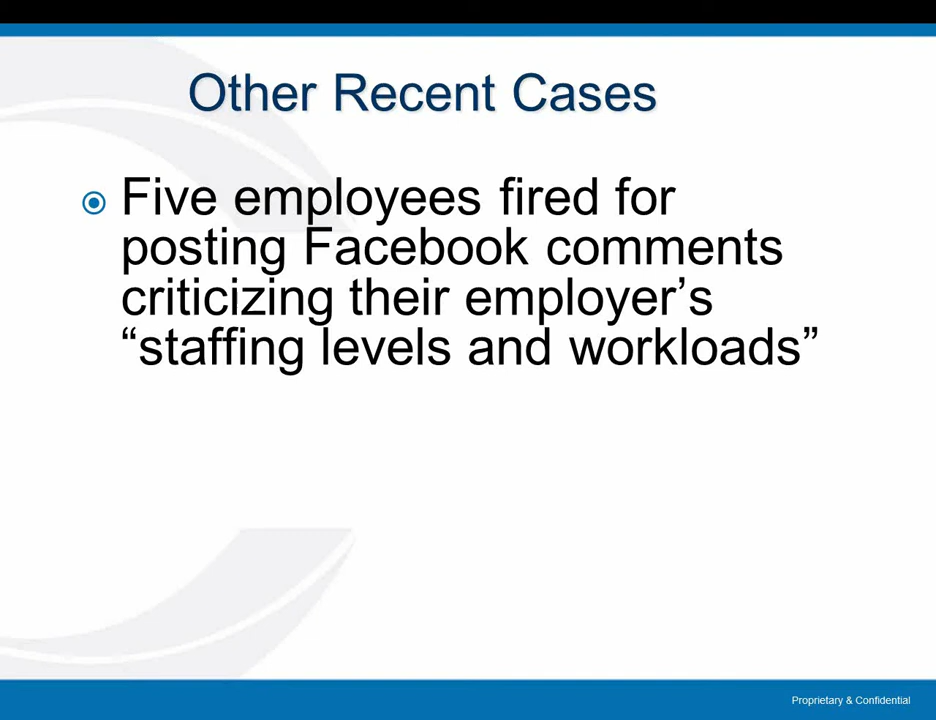 Other Recent Cases
Five employees fired for
posting Facebook comments
criticizing their employer’s
“staffing levels and workloads”
Proprietary & Confidential